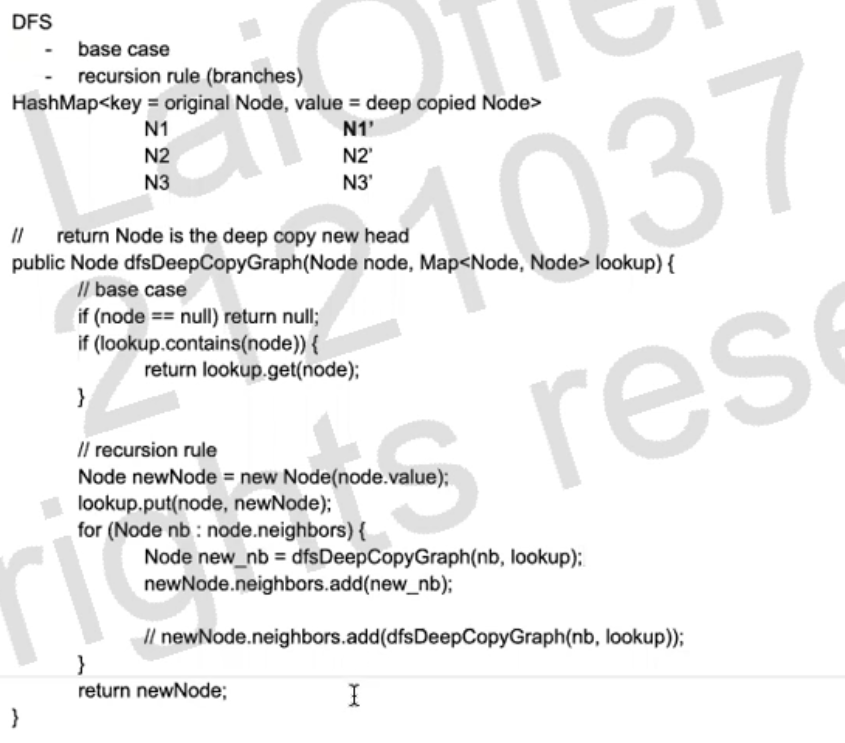 DFS
- base case
- recursion rule (branches)
HashMap<key = original Node, value = deep copied Node>
N1 N1'
N2 N2'
N3 N3'
// return Node is the deep copy new head
public Node dfsDeepCopyGraph(Node node, Map<Node, Node> lookup) {
// base case
if (node == null) return null;
if (lookup.contains(node)) {
return lookup.get(node);
}
// recursion rule
Node newNode = new Node(node.value);
lookup.put(node, newNode);
for (Node nb : node.neighbors) {
Node new_nb = dfsDeepCopyGraph(nb, lookup);
newNode.neighbors.add(new_nb);
// newNode.neighbors.add(dfsDeepCopyGraph(nb, lookup));
}
return newNode;
}
LaiOffer
2121037
rights rese